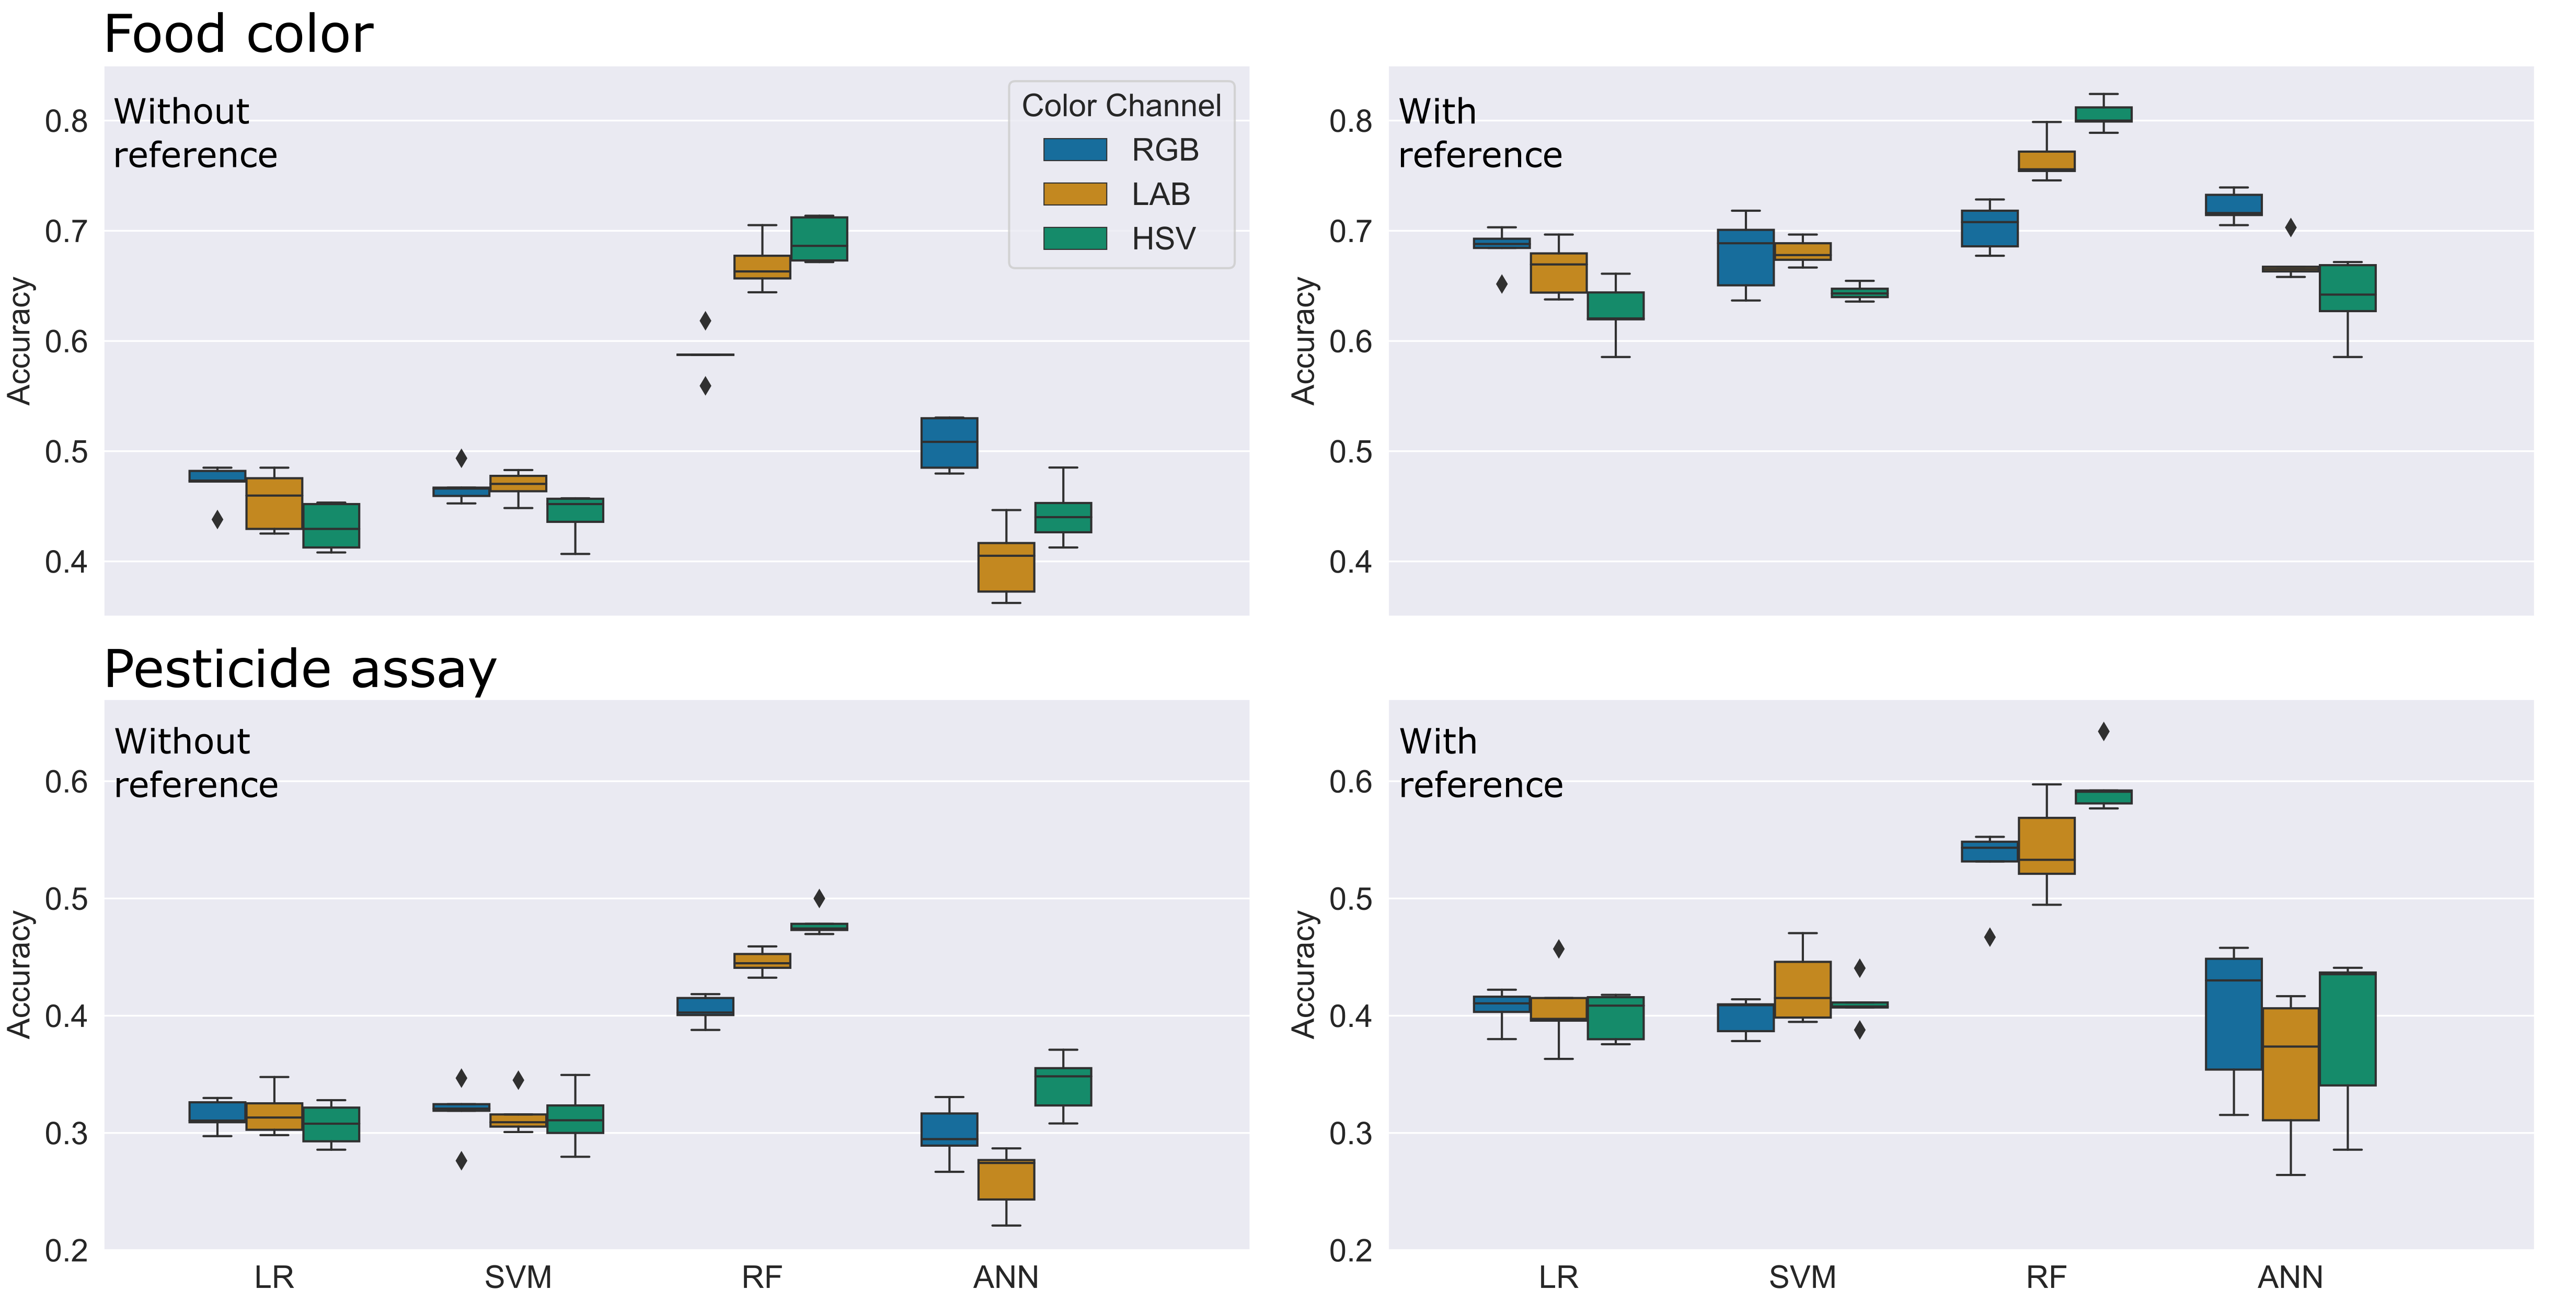 Food color
Without
reference
Color Channel
RGB
LAB
HSV
Accuracy
0.8
0.7
0.6
0.5
0.4
With
reference
Accuracy
0.8
0.7
0.6
0.5
0.4
Pesticide assay
Without
reference
Accuracy
0.6
0.5
0.4
0.3
0.2
LR SVM RF ANN
With
reference
Accuracy
0.6
0.5
0.4
0.3
0.2
LR SVM RF ANN